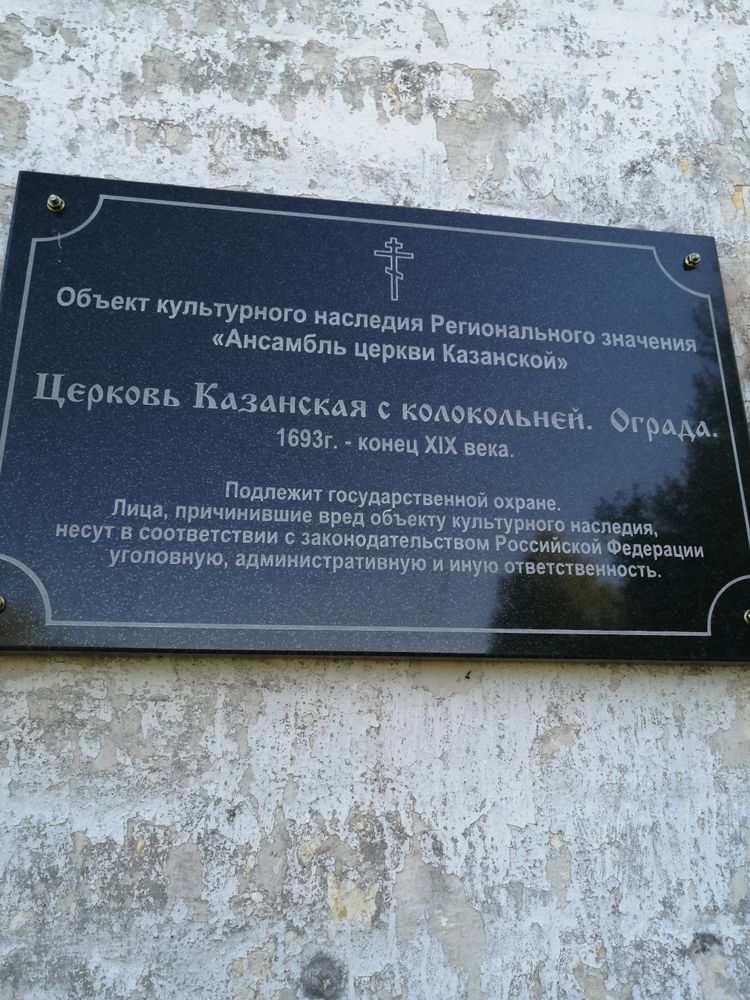 Объект культурного наследия Регионального значения
«Ансамбль церкви Казанской»
Церковь Казанская с колокольней. Ограда.
1693г. - конец XIX века.
Подлежит государственной охране.
Лица, причинившие вред объекту культурного наследия,
несут в соответствии с законодательством Российской Федерации
уголовную, административную и иную ответственность.